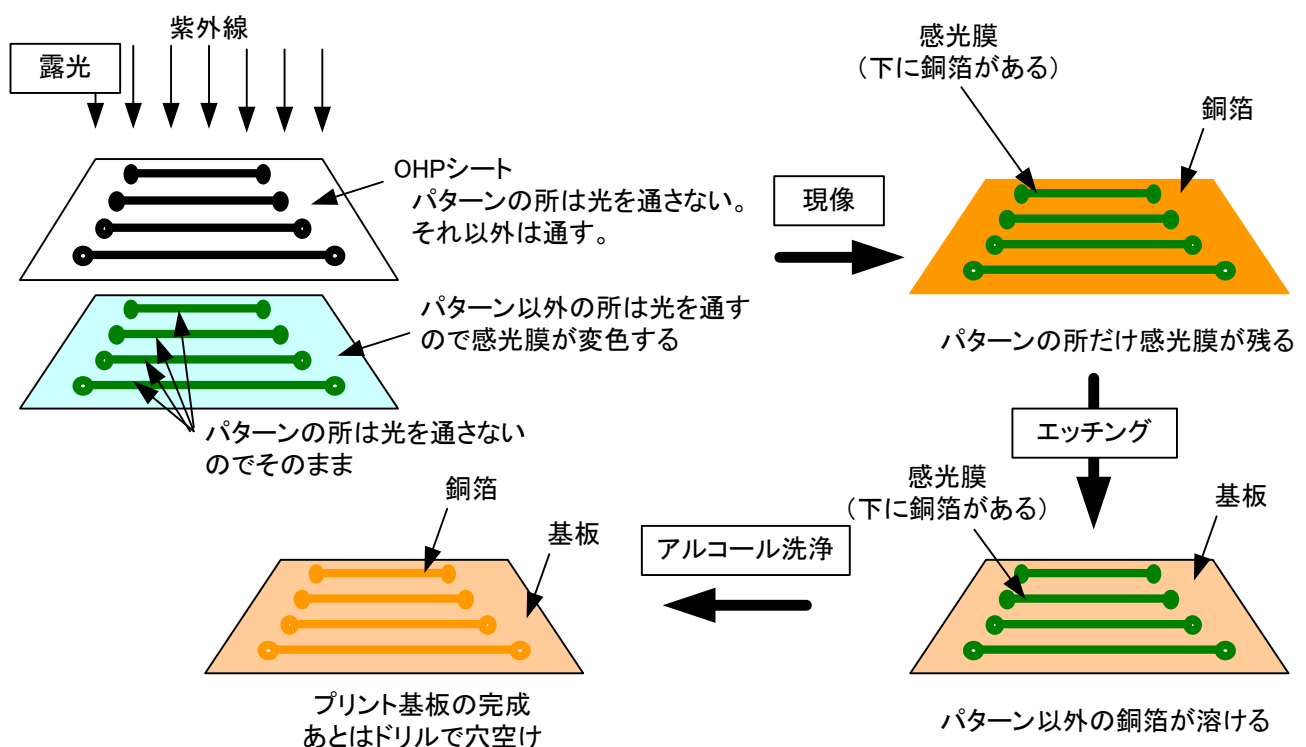 紫外線
露光
OHPシート
パターンの所は光を通さない。
それ以外は通す。
パターン以外の所は光を通す
ので感光膜が変色する
パターンの所は光を通さない
のでそのまま
現像
感光膜
（下に銅箔がある）
銅箔
パターンの所だけ感光膜が残る
エッチング
感光膜
（下に銅箔がある）
基板
パターン以外の銅箔が溶ける
アルコール洗浄
銅箔
基板
プリント基板の完成
あとはドリルで穴空け